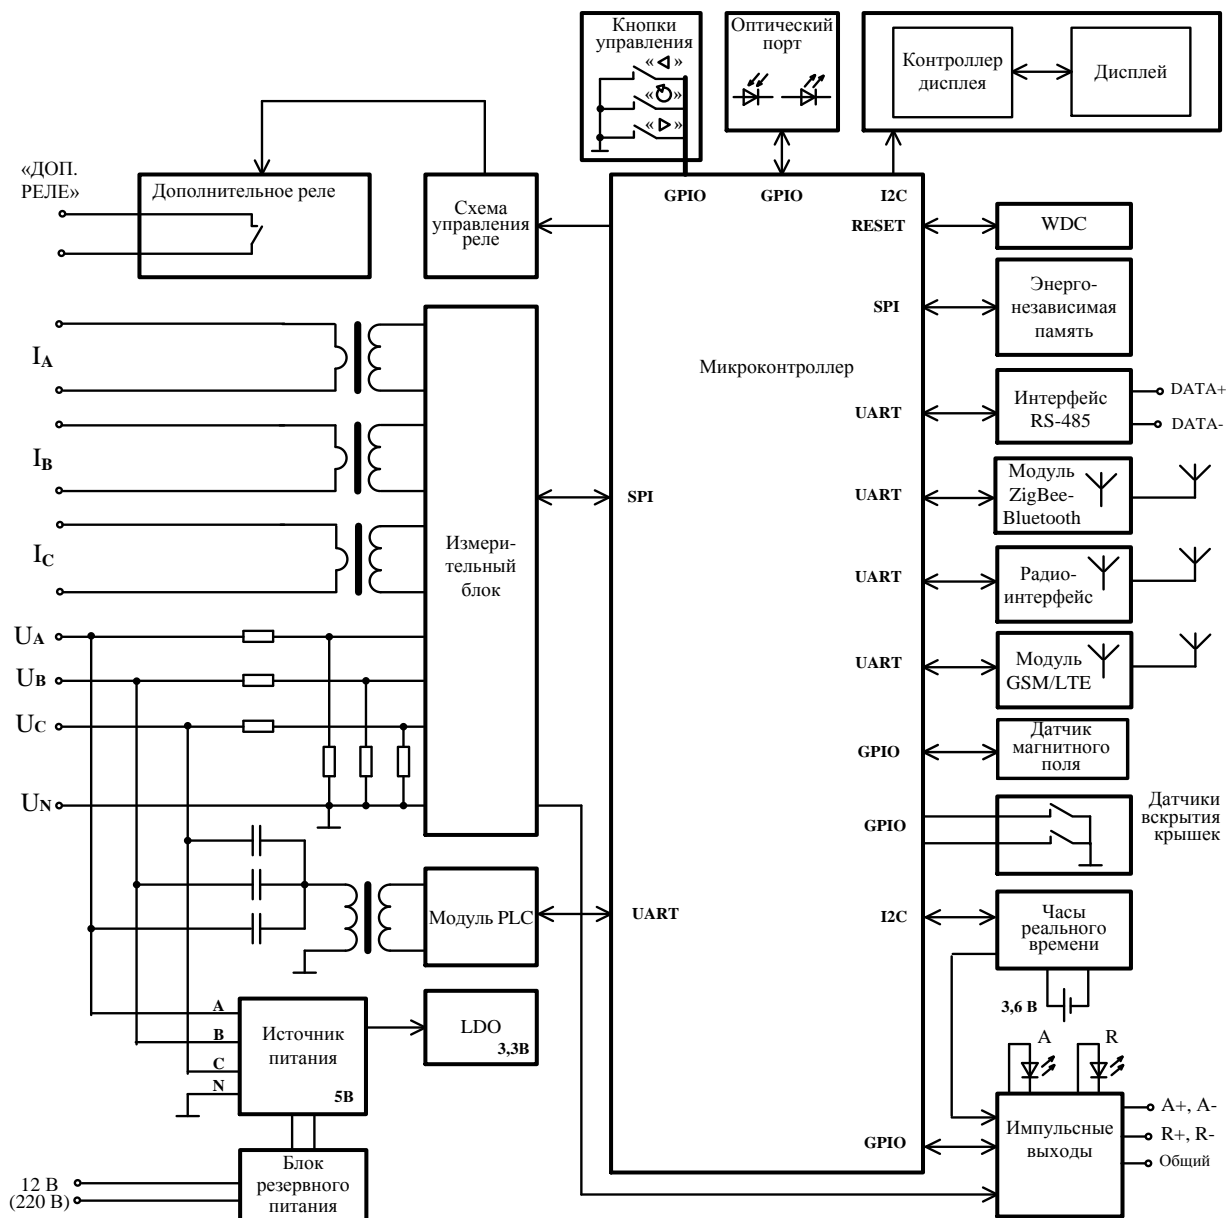 Кнопки
управления
« »
« »
« »
Оптический
порт
Контроллер
дисплея
Дисплей
«ДОП.
РЕЛЕ»
Дополнительное реле
Схема
управления
реле
GPIO
GPIO
I2C
RESET
WDC
SPI
Энерго-
независимая
память
Микроконтроллер
IA
IB
IC
UART
Интерфейс
RS-485
DATA+
DATA-
SPI
UART
Модуль
ZigBee-
Bluetooth
Измери-
тельный
блок
UART
Радио-
интерфейс
UA
UB
UC
UN
UART
Модуль
GSM/LTE
GPIO
Датчик
магнитного
поля
GPIO
Датчики
вскрытия
крышек
Модуль PLC
UART
I2C
Часы
реального
времени
3,6 В
A
B
C
N
Источник
питания
5В
LDO
3,3В
A
R
GPIO
Импульсные
выходы
A+, A-
R+, R-
Общий
12 В
(220 В)
Блок
резервного
питания